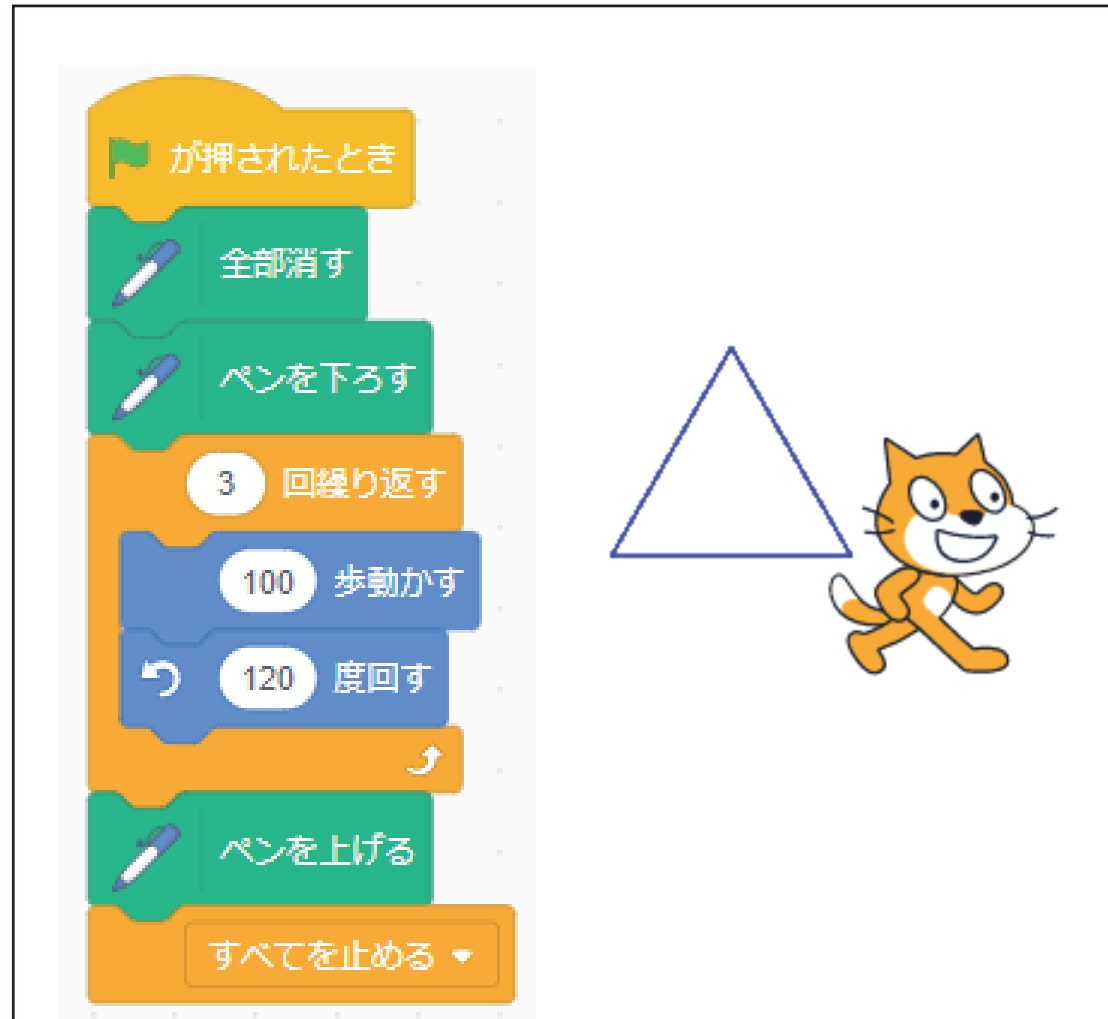 が押されたとき
全部消す
ペンを下ろす
3 回繰り返す
100 歩動かす
120 度回す
ペンを上げる
すべてを止める